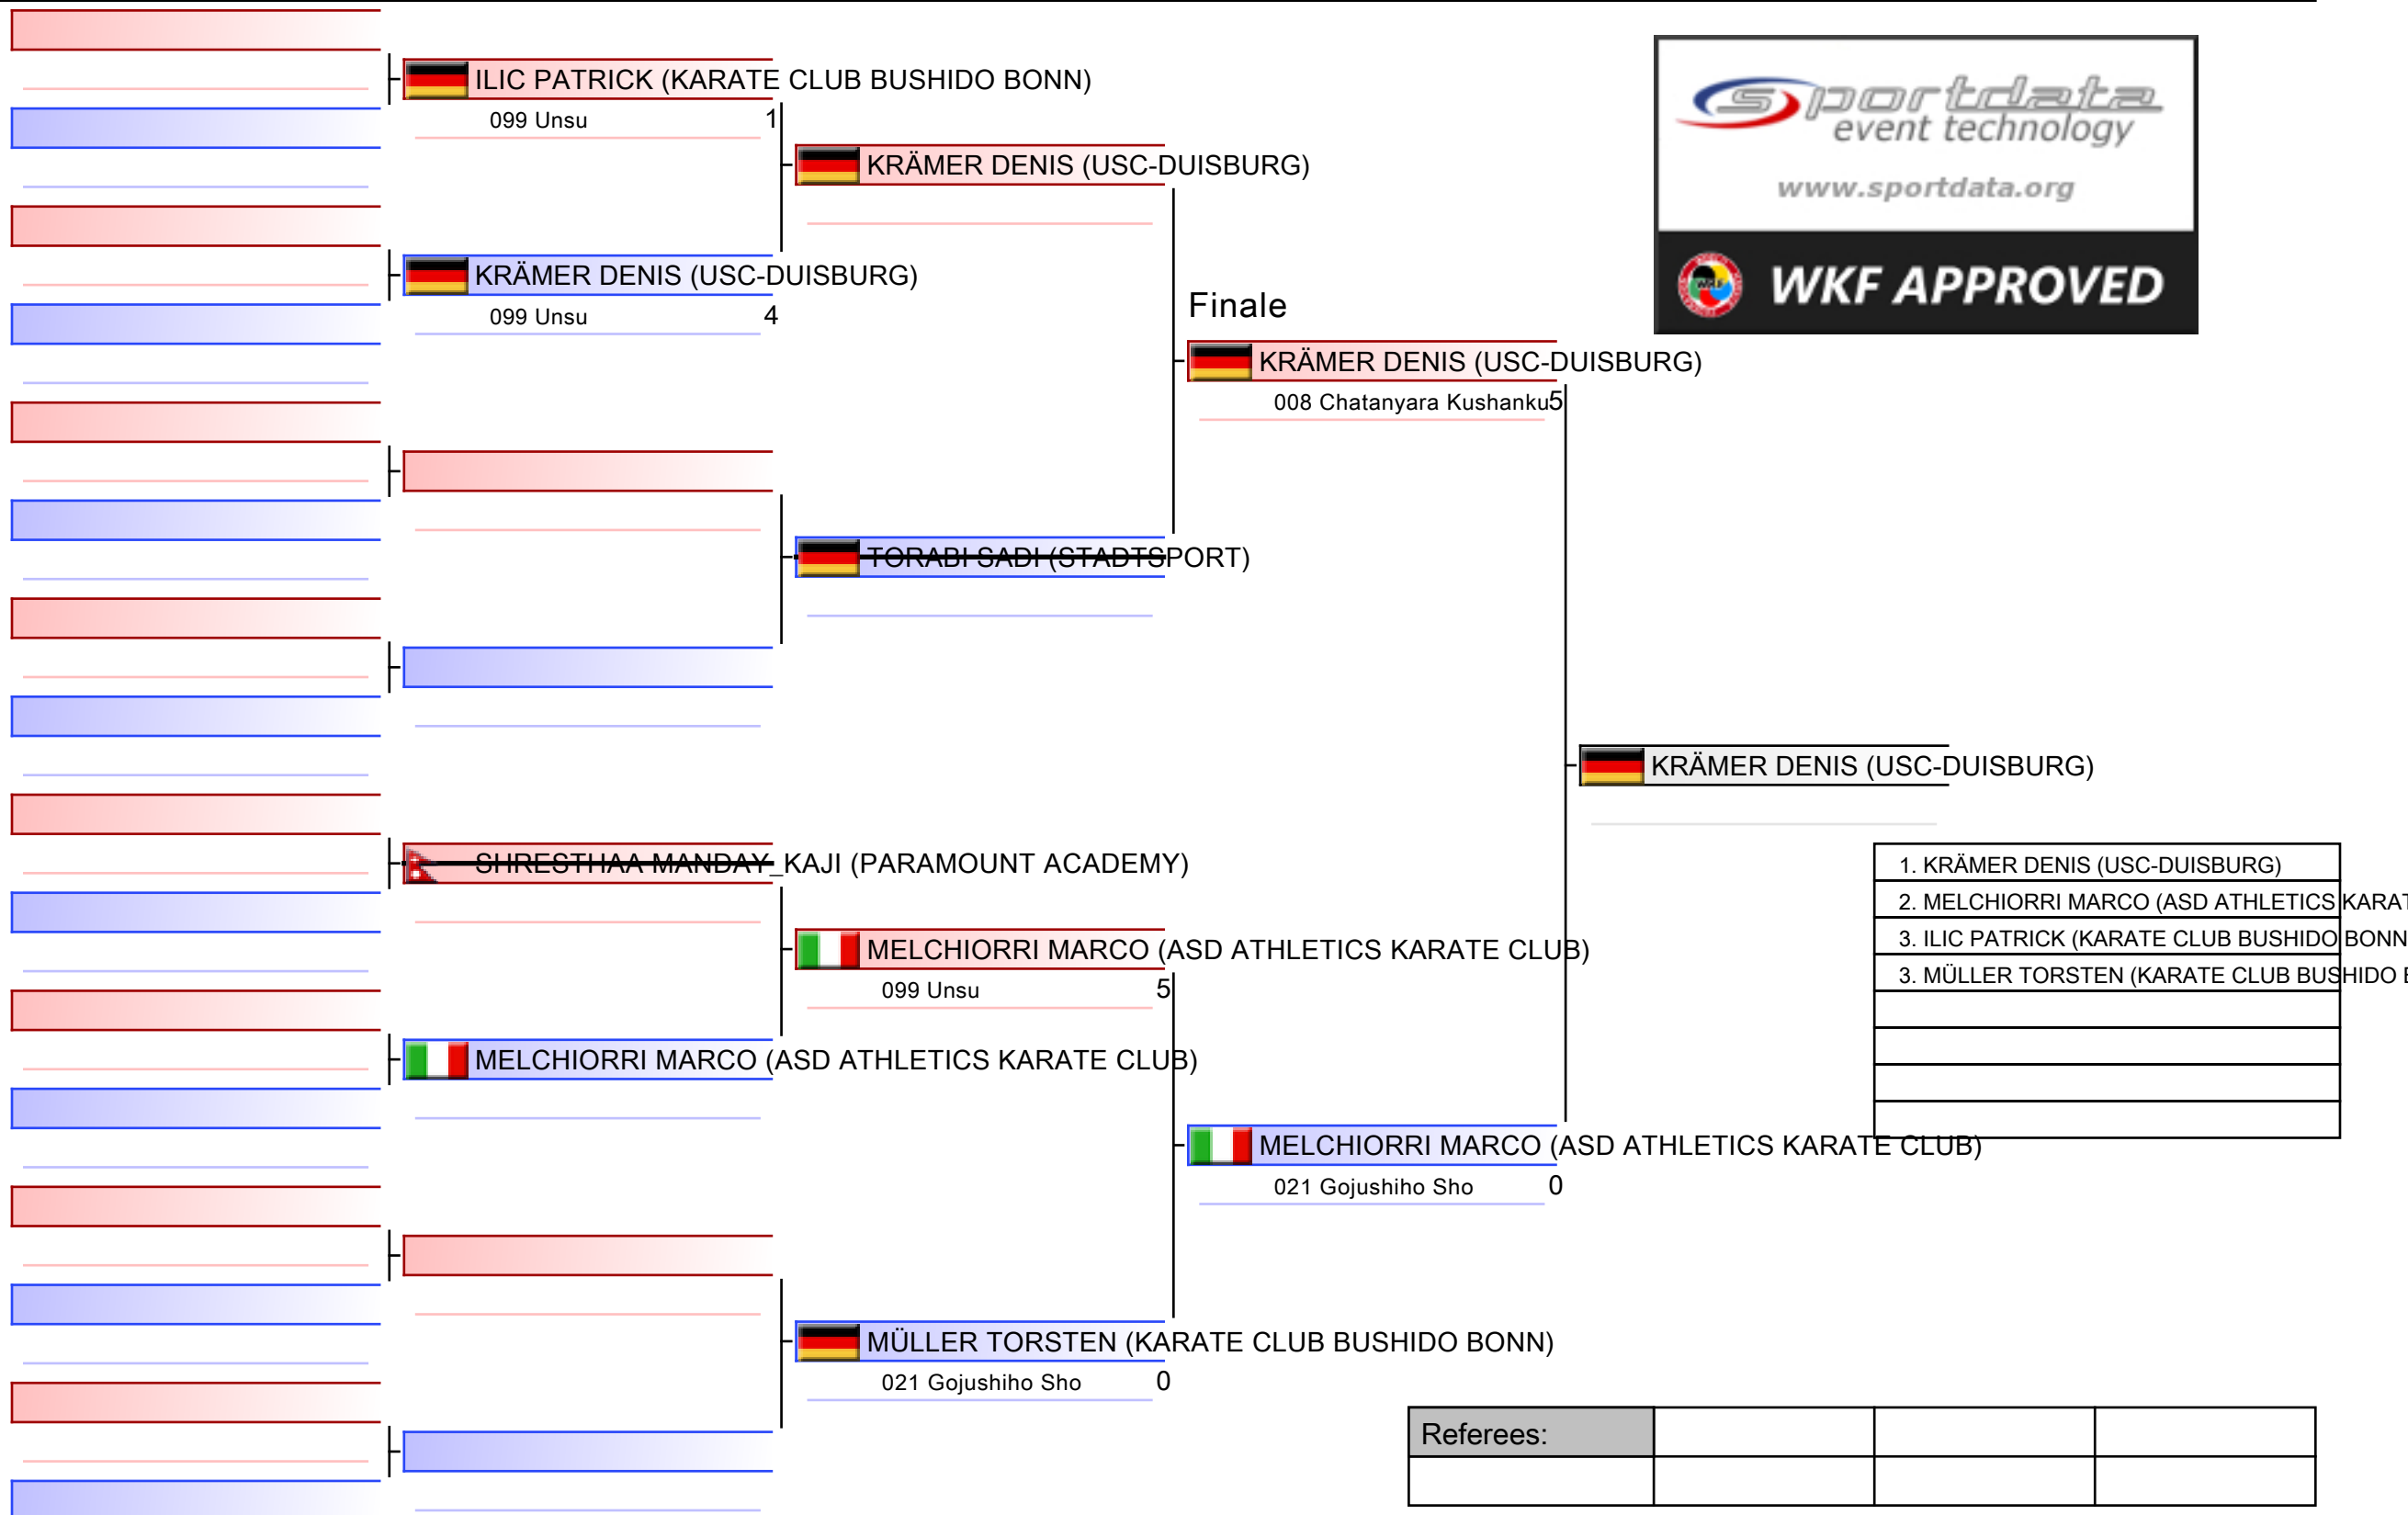 ILIC PATRICK (KARATE CLUB BUSHIDO BONN)
099 Unsu 1
KRÄMER DENIS (USC-DUISBURG)
099 Unsu 4
KRÄMER DENIS (USC-DUISBURG)
TORABI SADI (STADTSPORT)
SHRESTHAA MANDAY_KAJI (PARAMOUNT ACADEMY)
MELCHIORRI MARCO (ASD ATHLETICS KARATE CLUB)
MELCHIORRI MARCO (ASD ATHLETICS KARATE CLUB)
099 Unsu 5
MÜLLER TORSTEN (KARATE CLUB BUSHIDO BONN)
021 Gojushiho Sho 0
Finale
KRÄMER DENIS (USC-DUISBURG)
008 Chatanyara Kushanku 5
MELCHIORRI MARCO (ASD ATHLETICS KARATE CLUB)
021 Gojushiho Sho 0
KRÄMER DENIS (USC-DUISBURG)
sportdata
event technology
www.sportdata.org
WKF APPROVED
1. KRÄMER DENIS (USC-DUISBURG)
2. MELCHIORRI MARCO (ASD ATHLETICS KARAT
3. ILIC PATRICK (KARATE CLUB BUSHIDO BONN
3. MÜLLER TORSTEN (KARATE CLUB BUSHIDO
Referees: